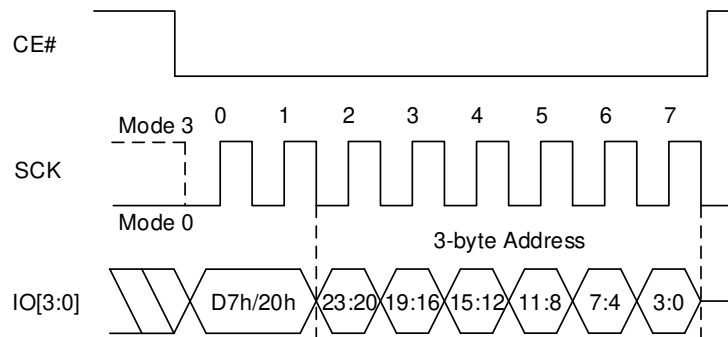 CE#
Mode 3 0 1 2 3 4 5 6 7
SCK
Mode 0
3-byte Address
IO[3:0] D7h/20h 23:20 19:16 15:12 11:8 7:4 3:0